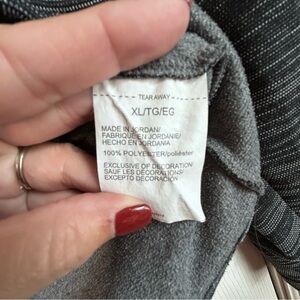 TEAR AWAY
XL/TG/EG
MADE IN JORDAN/
FABRIQUÉ EN JORDANIE/
HECHO EN JORDANIA
100% POLYESTER/poliéster
EXCLUSIVE OF DECORATION/
SAUF LES DÉCORATIONS/
EXCEPTO DECORACIÓN